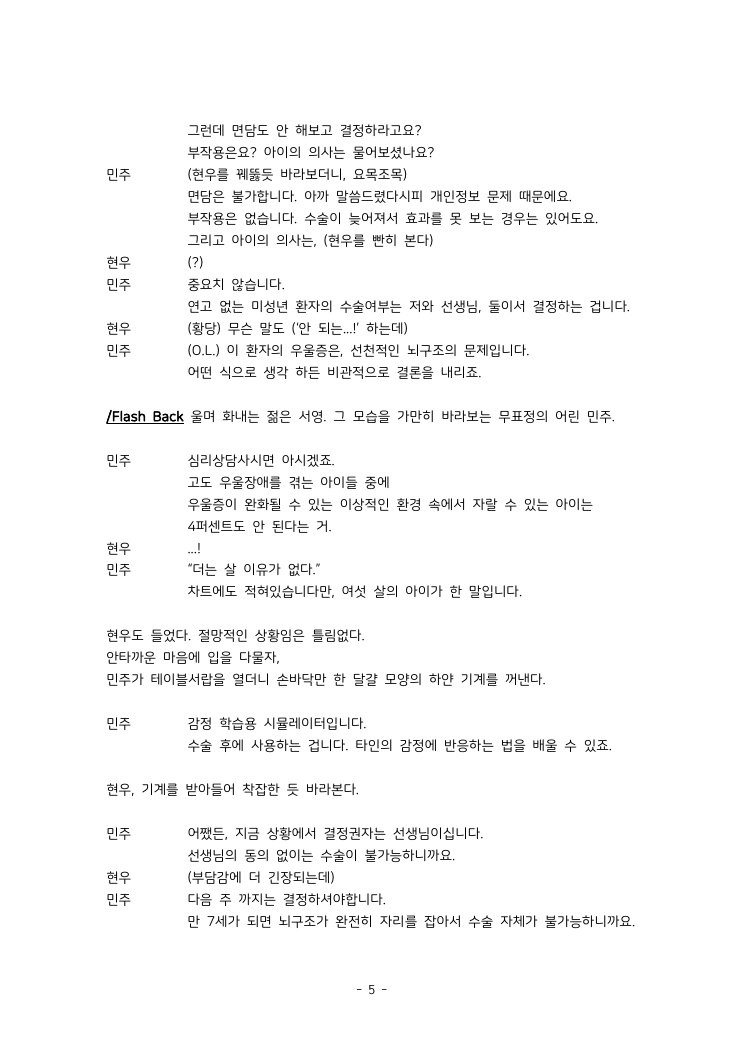 그런데 면담도 안 해보고 결정하라고요?
부작용은요? 아이의 의사는 물어보셨나요?
민주 (현우를 꿰뚫듯 바라보더니, 요목조목)
면담은 불가합니다. 아까 말씀드렸다시피 개인정보 문제 때문에요.
부작용은 없습니다. 수술이 늦어져서 효과를 못 보는 경우는 있어도요.
그리고 아이의 의사는, (현우를 빤히 본다)
현우 (?)
민주 중요치 않습니다.
연고 없는 미성년 환자의 수술여부는 저와 선생님, 둘이서 결정하는 겁니다.
현우 (황당) 무슨 말도 (‘안 되는...!’ 하는데)
민주 (O.L.) 이 환자의 우울증은, 선천적인 뇌구조의 문제입니다.
어떤 식으로 생각 하든 비관적으로 결론을 내리죠.
/Flash Back 울며 화내는 젊은 서영. 그 모습을 가만히 바라보는 무표정의 어린 민주.
민주 심리상담사시면 아시겠죠.
고도 우울장애를 겪는 아이들 중에
우울증이 완화될 수 있는 이상적인 환경 속에서 자랄 수 있는 아이는
4퍼센트도 안 된다는 거.
현우 ...!
민주 “더는 살 이유가 없다.”
차트에도 적혀있습니다만, 여섯 살의 아이가 한 말입니다.
현우도 들었다. 절망적인 상황임은 틀림없다.
안타까운 마음에 입을 다물자,
민주가 테이블서랍을 열더니 손바닥만 한 달걀 모양의 하얀 기계를 꺼낸다.
민주 감정 학습용 시뮬레이터입니다.
수술 후에 사용하는 겁니다. 타인의 감정에 반응하는 법을 배울 수 있죠.
현우, 기계를 받아들어 착잡한 듯 바라본다.
민주 어쨌든, 지금 상황에서 결정권자는 선생님이십니다.
선생님의 동의 없이는 수술이 불가능하니까요.
현우 (부담감에 더 긴장되는데)
민주 다음 주 까지는 결정하셔야합니다.
만 7세가 되면 뇌구조가 완전히 자리를 잡아서 수술 자체가 불가능하니까요.
- 5 -